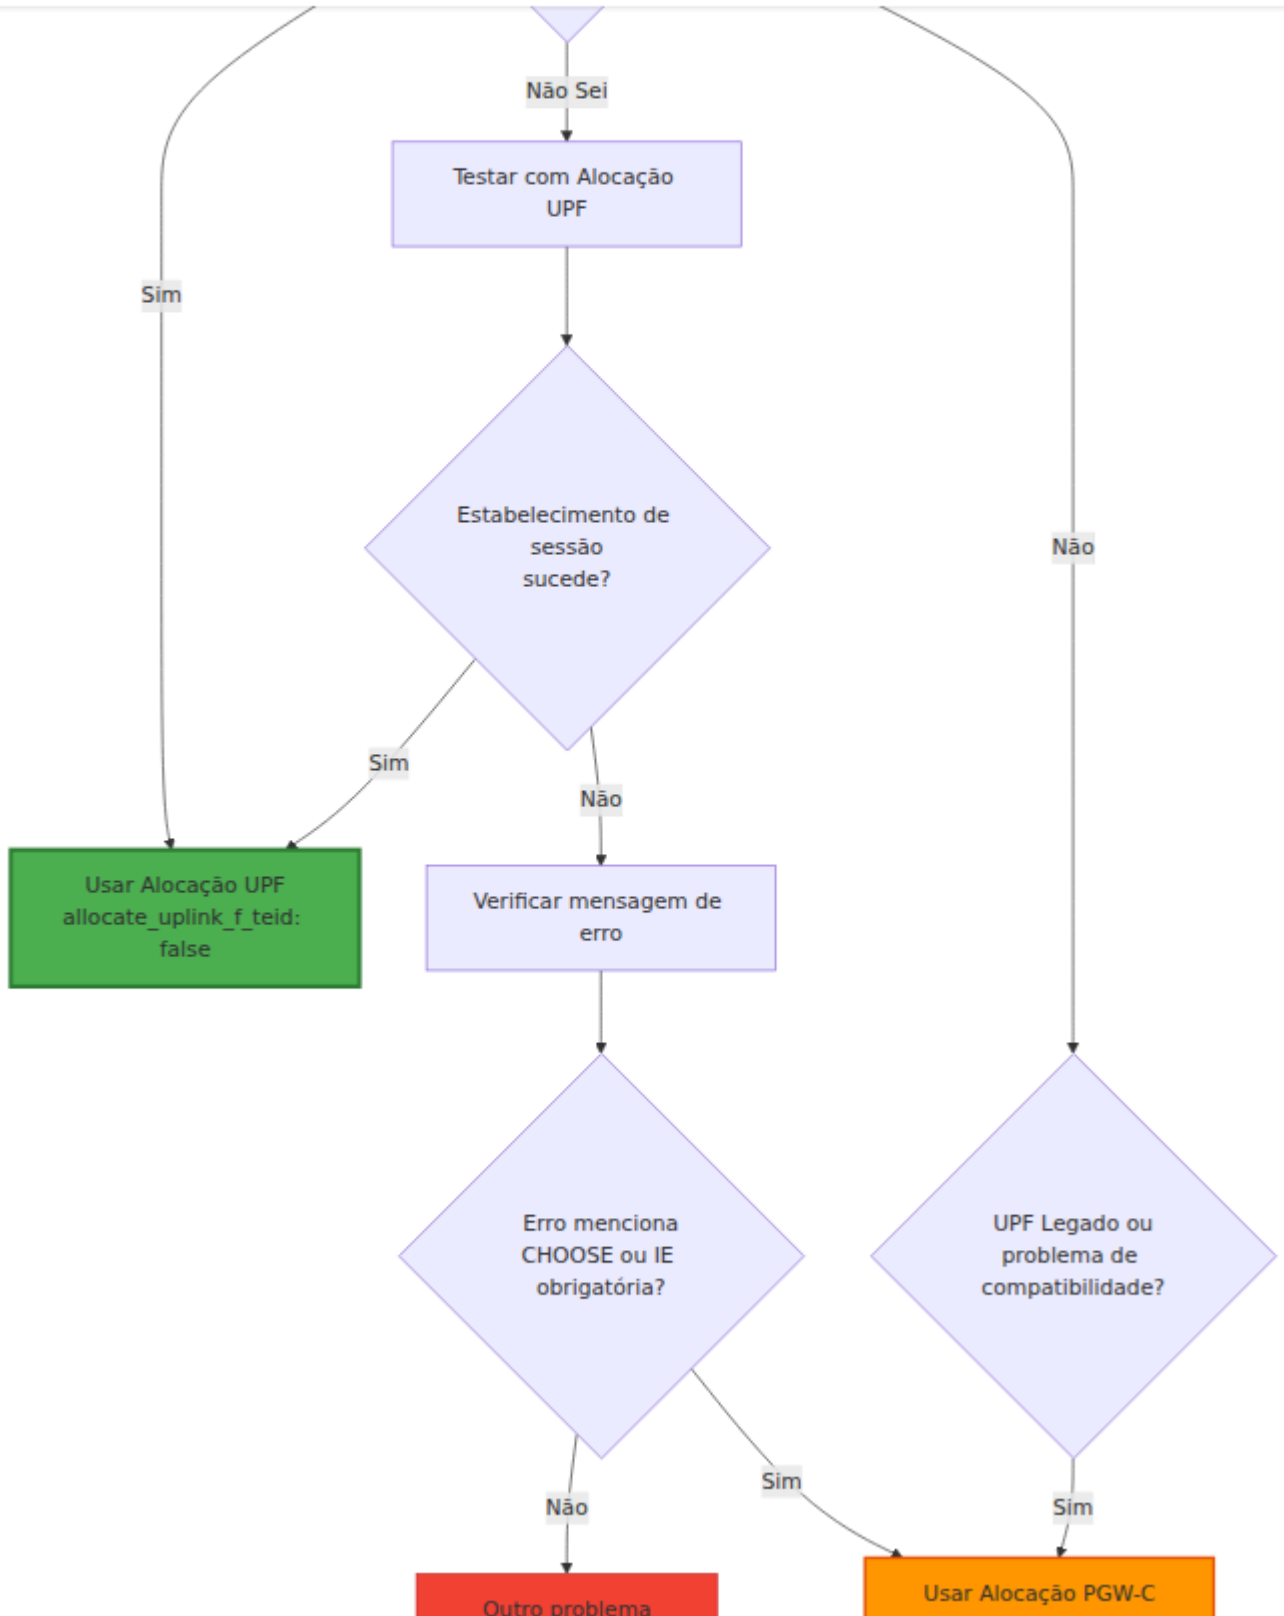 Não Sei
Testar com Alocação
UPF
Sim
Estabelecimento de
sessão
sucede?
Não
Sim
Não
Usar Alocação UPF
allocate_uplink_f_teid:
false
Verificar mensagem de
erro
Erro menciona
CHOOSE ou IE
obrigatória?
UPF Legado ou
problema de
compatibilidade?
Sim
Não
Sim
Usar Alocação PGW-C
Outro problema